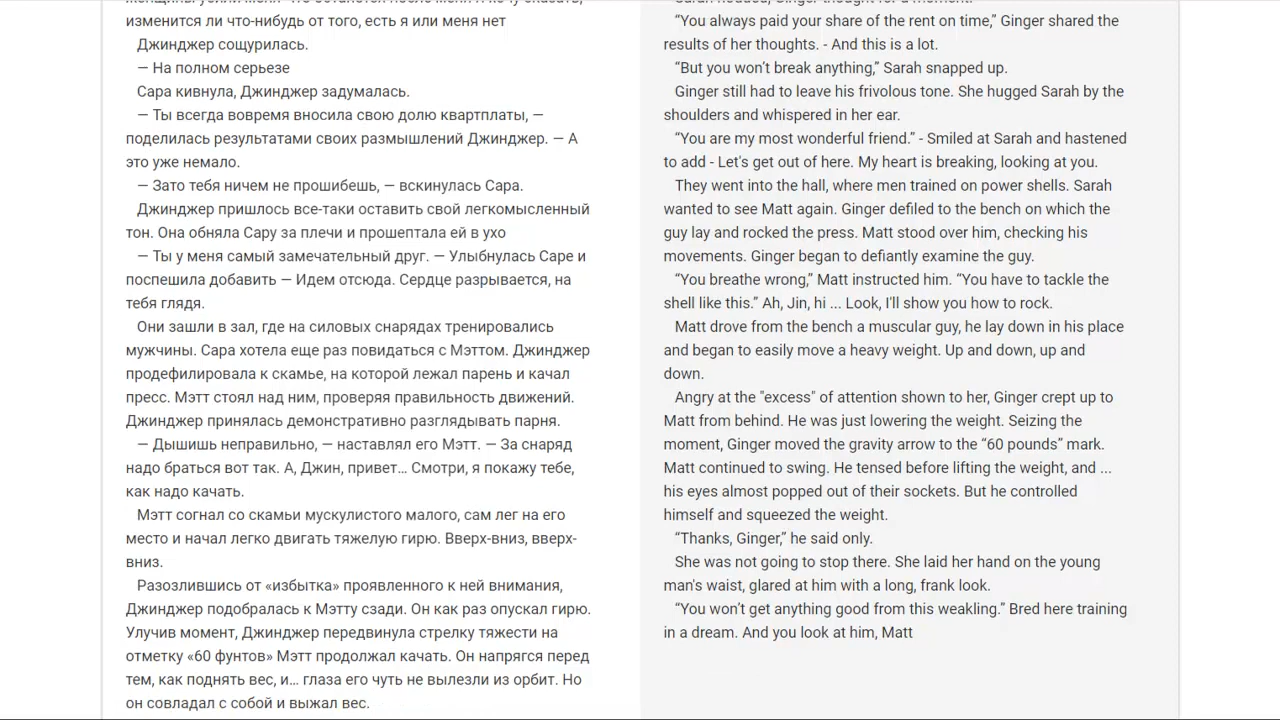 изменится ли что-нибудь от того, есть я или меня нет
Джинджер сощурилась.
— На полном серьезе
Сара кивнула, Джинджер задумалась.
— Ты всегда вовремя вносила свою долю квартплаты, —
поделилась результатами своих размышлений Джинджер. — А
это уже немало.
— Зато тебя ничем не прошибешь, — вскинулась Сара.
Джинджер пришлось все-таки оставить свой легкомысленный
тон. Она обняла Сару за плечи и прошептала ей в ухо
— Ты у меня самый замечательный друг. — Улыбнулась Саре и
поспешила добавить — Идем отсюда. Сердце разрывается, на
тебя глядя.
Они зашли в зал, где на силовых снарядах тренировались
мужчины. Сара хотела еще раз повидаться с Мэттом. Джинджер
продефилировала к скамье, на которой лежал парень и качал
пресс. Мэтт стоял над ним, проверяя правильность движений.
Джинджер принялась демонстративно разглядывать парня.
— Дышишь неправильно, — наставлял его Мэтт. — За снаряд
надо браться вот так. А, Джин, привет… Смотри, я покажу тебе,
как надо качать.
Мэтт согнал со скамьи мускулистого малого, сам лег на его
место и начал легко двигать тяжелую гирю. Вверх-вниз, вверх-
вниз.
Разозлившись от «избытка» проявленного к ней внимания,
Джинджер подобралась к Мэтту сзади. Он как раз опускал гирю.
Улучив момент, Джинджер передвинула стрелку тяжести на
отметку «60 фунтов» Мэтт продолжал качать. Он напрягся перед
тем, как поднять вес, и… глаза его чуть не вылезли из орбит. Но
он совладал с собой и выжал вес.
“You always paid your share of the rent on time,” Ginger shared the
results of her thoughts. - And this is a lot.
“But you won’t break anything,” Sarah snapped up.
Ginger still had to leave his frivolous tone. She hugged Sarah by the
shoulders and whispered in her ear.
“You are my most wonderful friend.” - Smiled at Sarah and hastened
to add - Let's get out of here. My heart is breaking, looking at you.
They went into the hall, where men trained on power shells. Sarah
wanted to see Matt again. Ginger defiled to the bench on which the
guy lay and rocked the press. Matt stood over him, checking his
movements. Ginger began to defiantly examine the guy.
“You breathe wrong,” Matt instructed him. “You have to tackle the
shell like this.” Ah, Jin, hi ... Look, I'll show you how to rock.
Matt drove from the bench a muscular guy, he lay down in his place
and began to easily move a heavy weight. Up and down, up and
down.
Angry at the "excess" of attention shown to her, Ginger crept up to
Matt from behind. He was just lowering the weight. Seizing the
moment, Ginger moved the gravity arrow to the “60 pounds” mark.
Matt continued to swing. He tensed before lifting the weight, and ...
his eyes almost popped out of their sockets. But he controlled
himself and squeezed the weight.
“Thanks, Ginger,” he said only.
She was not going to stop there. She laid her hand on the young
man's waist, glared at him with a long, frank look.
“You won’t get anything good from this weakling.” Bred here training
in a dream. And you look at him, Matt